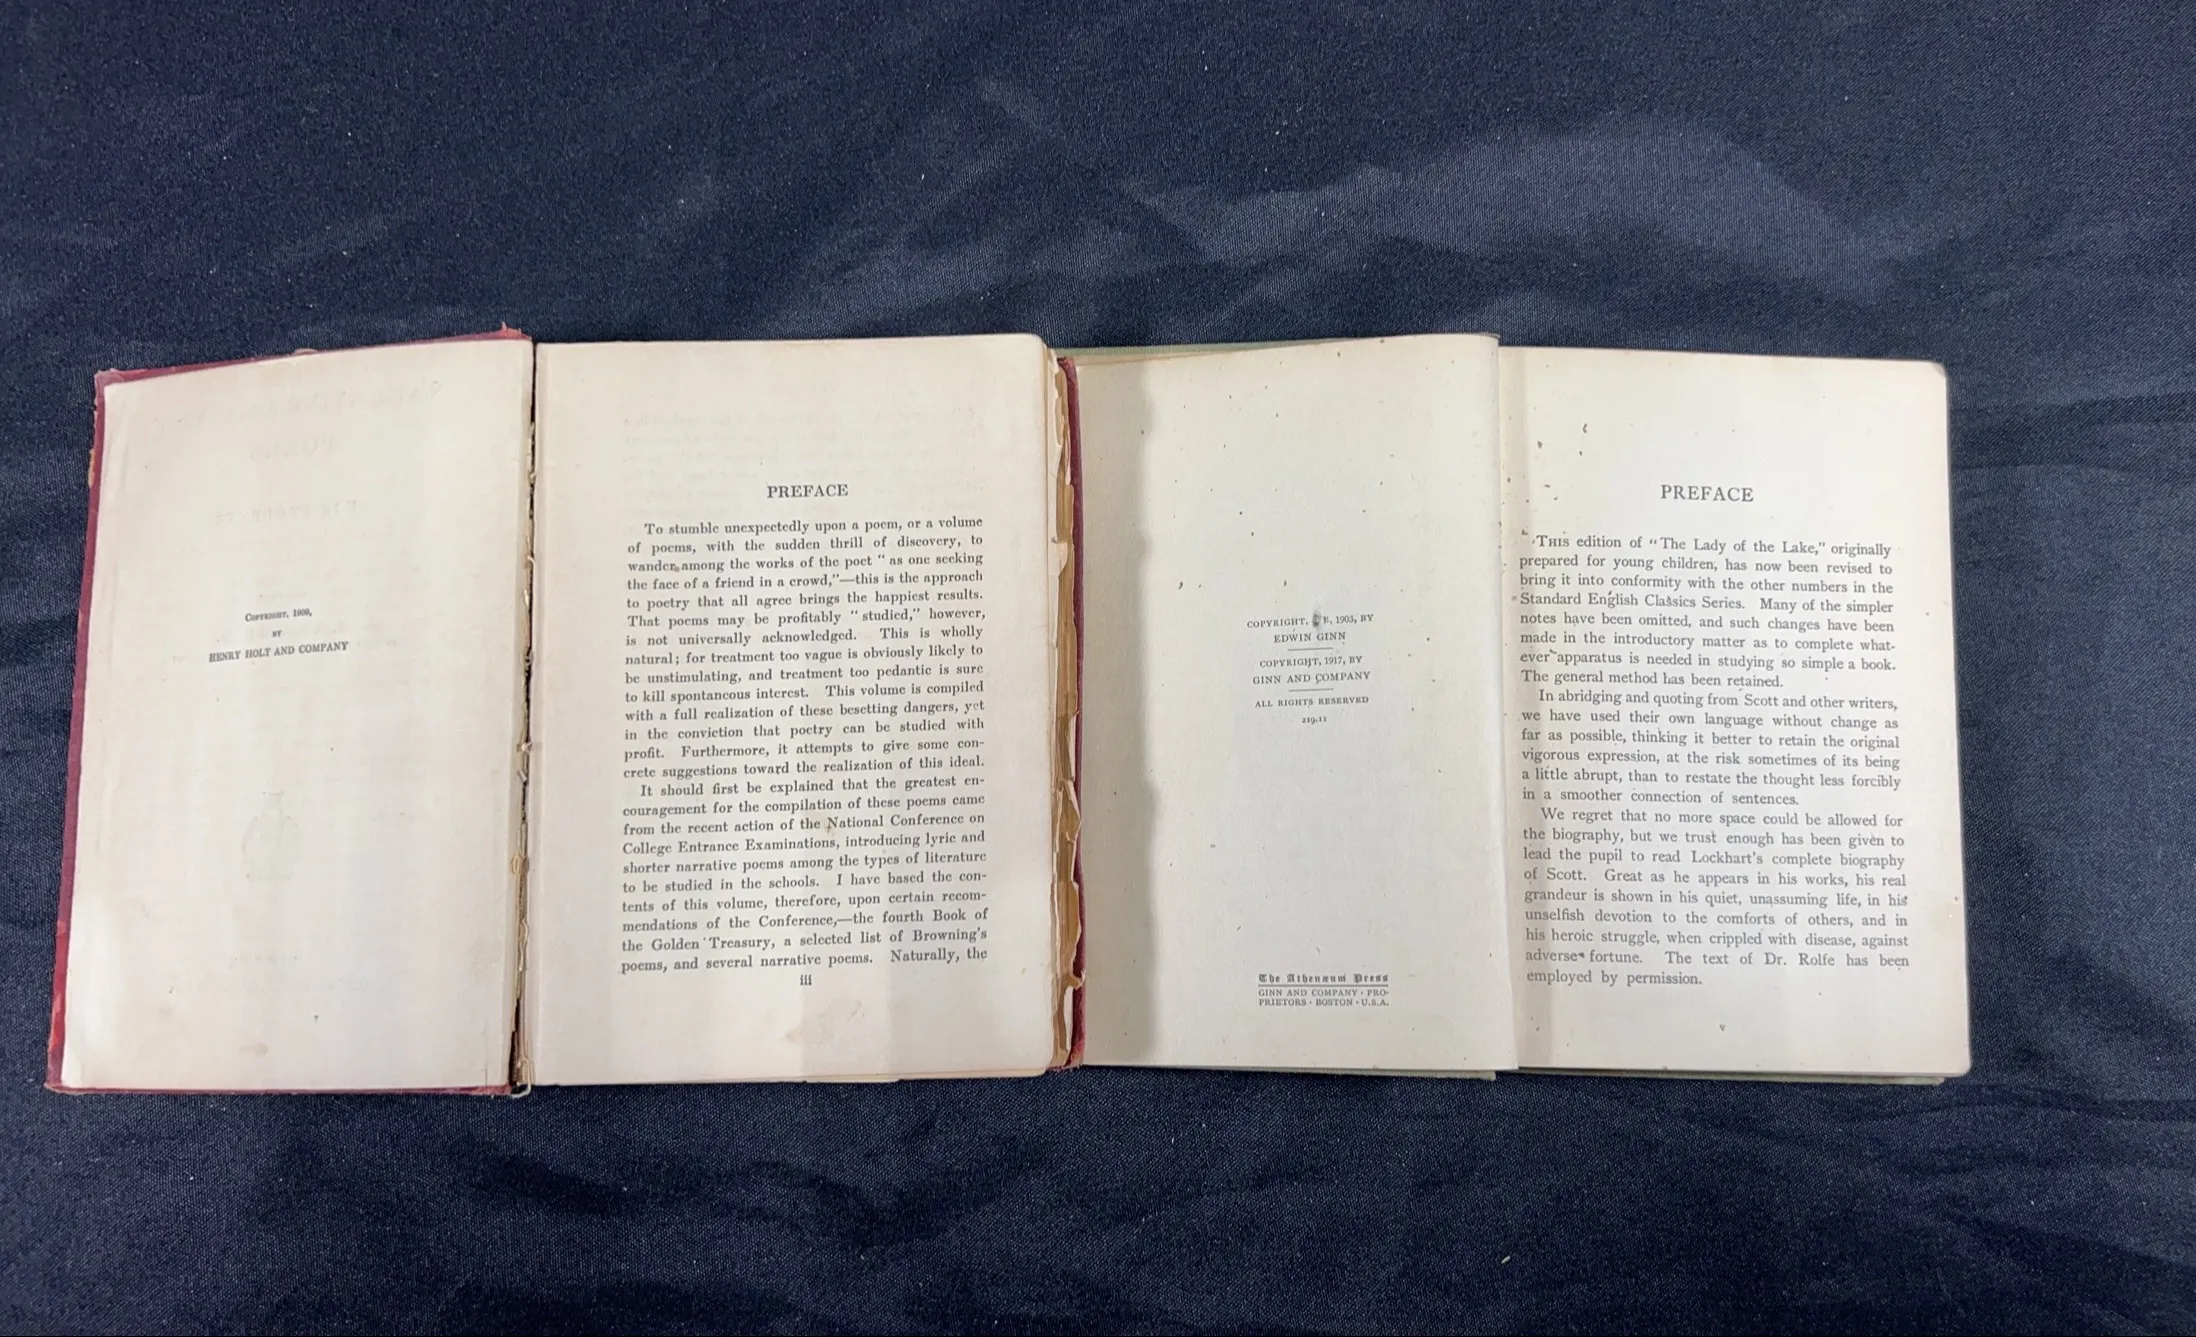 COPYRIGHT, 1909,
BY
HENRY HOLT AND COMPANY
PREFACE
To stumble unexpectedly upon a poem, or a volume
of poems, with the sudden thrill of discovery, to
wander among the works of the poet "as one seeking
the face of a friend in a crowd,"—this is the approach
to poetry that all agree brings the happiest results.
That poems may be profitably "studied," however,
is not universally acknowledged. This is wholly
natural; for treatment too vague is obviously likely to
be unstimulating, and treatment too pedantic is sure
to kill spontaneous interest. This volume is compiled
with a full realization of these besetting dangers, yet
in the conviction that poetry can be studied with
profit. Furthermore, it attempts to give some con-
crete suggestions toward the realization of this ideal.
It should first be explained that the greatest en-
couragement for the compilation of these poems came
from the recent action of the National Conference on
College Entrance Examinations, introducing lyric and
shorter narrative poems among the types of literature
to be studied in the schools. I have based the con-
tents of this volume, therefore, upon certain recom-
mendations of the Conference,—the fourth Book of
the Golden Treasury, a selected list of Browning's
poems, and several narrative poems. Naturally, the
iii
COPYRIGHT, 1903, BY
EDWIN GINN
COPYRIGHT, 1917, BY
GINN AND COMPANY
ALL RIGHTS RESERVED
219.11
The Athenæum Press
GINN AND COMPANY · PRO-
PRIETORS · BOSTON · U.S.A.
PREFACE
THIS edition of "The Lady of the Lake," originally
prepared for young children, has now been revised to
bring it into conformity with the other numbers in the
Standard English Classics Series. Many of the simpler
notes have been omitted, and such changes have been
made in the introductory matter as to complete what-
ever apparatus is needed in studying so simple a book.
The general method has been retained.
In abridging and quoting from Scott and other writers,
we have used their own language without change as
far as possible, thinking it better to retain the original
vigorous expression, at the risk sometimes of its being
a little abrupt, than to restate the thought less forcibly
in a smoother connection of sentences.
We regret that no more space could be allowed for
the biography, but we trust enough has been given to
lead the pupil to read Lockhart's complete biography
of Scott. Great as he appears in his works, his real
grandeur is shown in his quiet, unassuming life, in his
unselfish devotion to the comforts of others, and in
his heroic struggle, when crippled with disease, against
adverse fortune. The text of Dr. Rolfe has been
employed by permission.
v